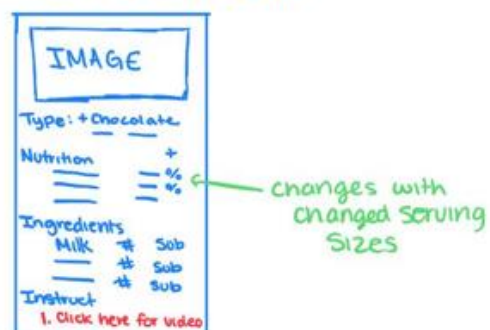 IMAGE
Type: + Chocolate
Nutrition +
%
%
changes with
changed serving
sizes
Ingredients
Milk # Sub
# Sub
# Sub
Instruct
1. Click here for video